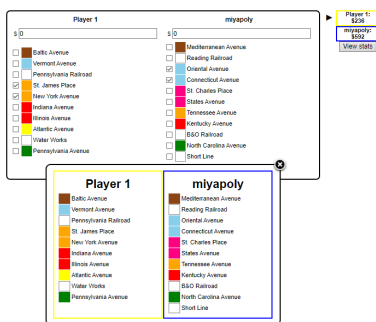 Player 1
$ 0
Baltic Avenue
Vermont Avenue
Pennsylvania Railroad
St. James Place
New York Avenue
Indiana Avenue
Illinois Avenue
Atlantic Avenue
Water Works
Pennsylvania Avenue
miyapoly
$ 0
Mediterranean Avenue
Reading Railroad
Oriental Avenue
Connecticut Avenue
St. Charles Place
States Avenue
Tennessee Avenue
Kentucky Avenue
B&O Railroad
North Carolina Avenue
Short Line
Player 1:
$236
miyapoly:
$592
View stats
Player 1
Baltic Avenue
Vermont Avenue
Pennsylvania Railroad
St. James Place
New York Avenue
Indiana Avenue
Illinois Avenue
Atlantic Avenue
Water Works
Pennsylvania Avenue
miyapoly
Mediterranean Avenue
Reading Railroad
Oriental Avenue
Connecticut Avenue
St. Charles Place
States Avenue
Tennessee Avenue
Kentucky Avenue
B&O Railroad
North Carolina Avenue
Short Line